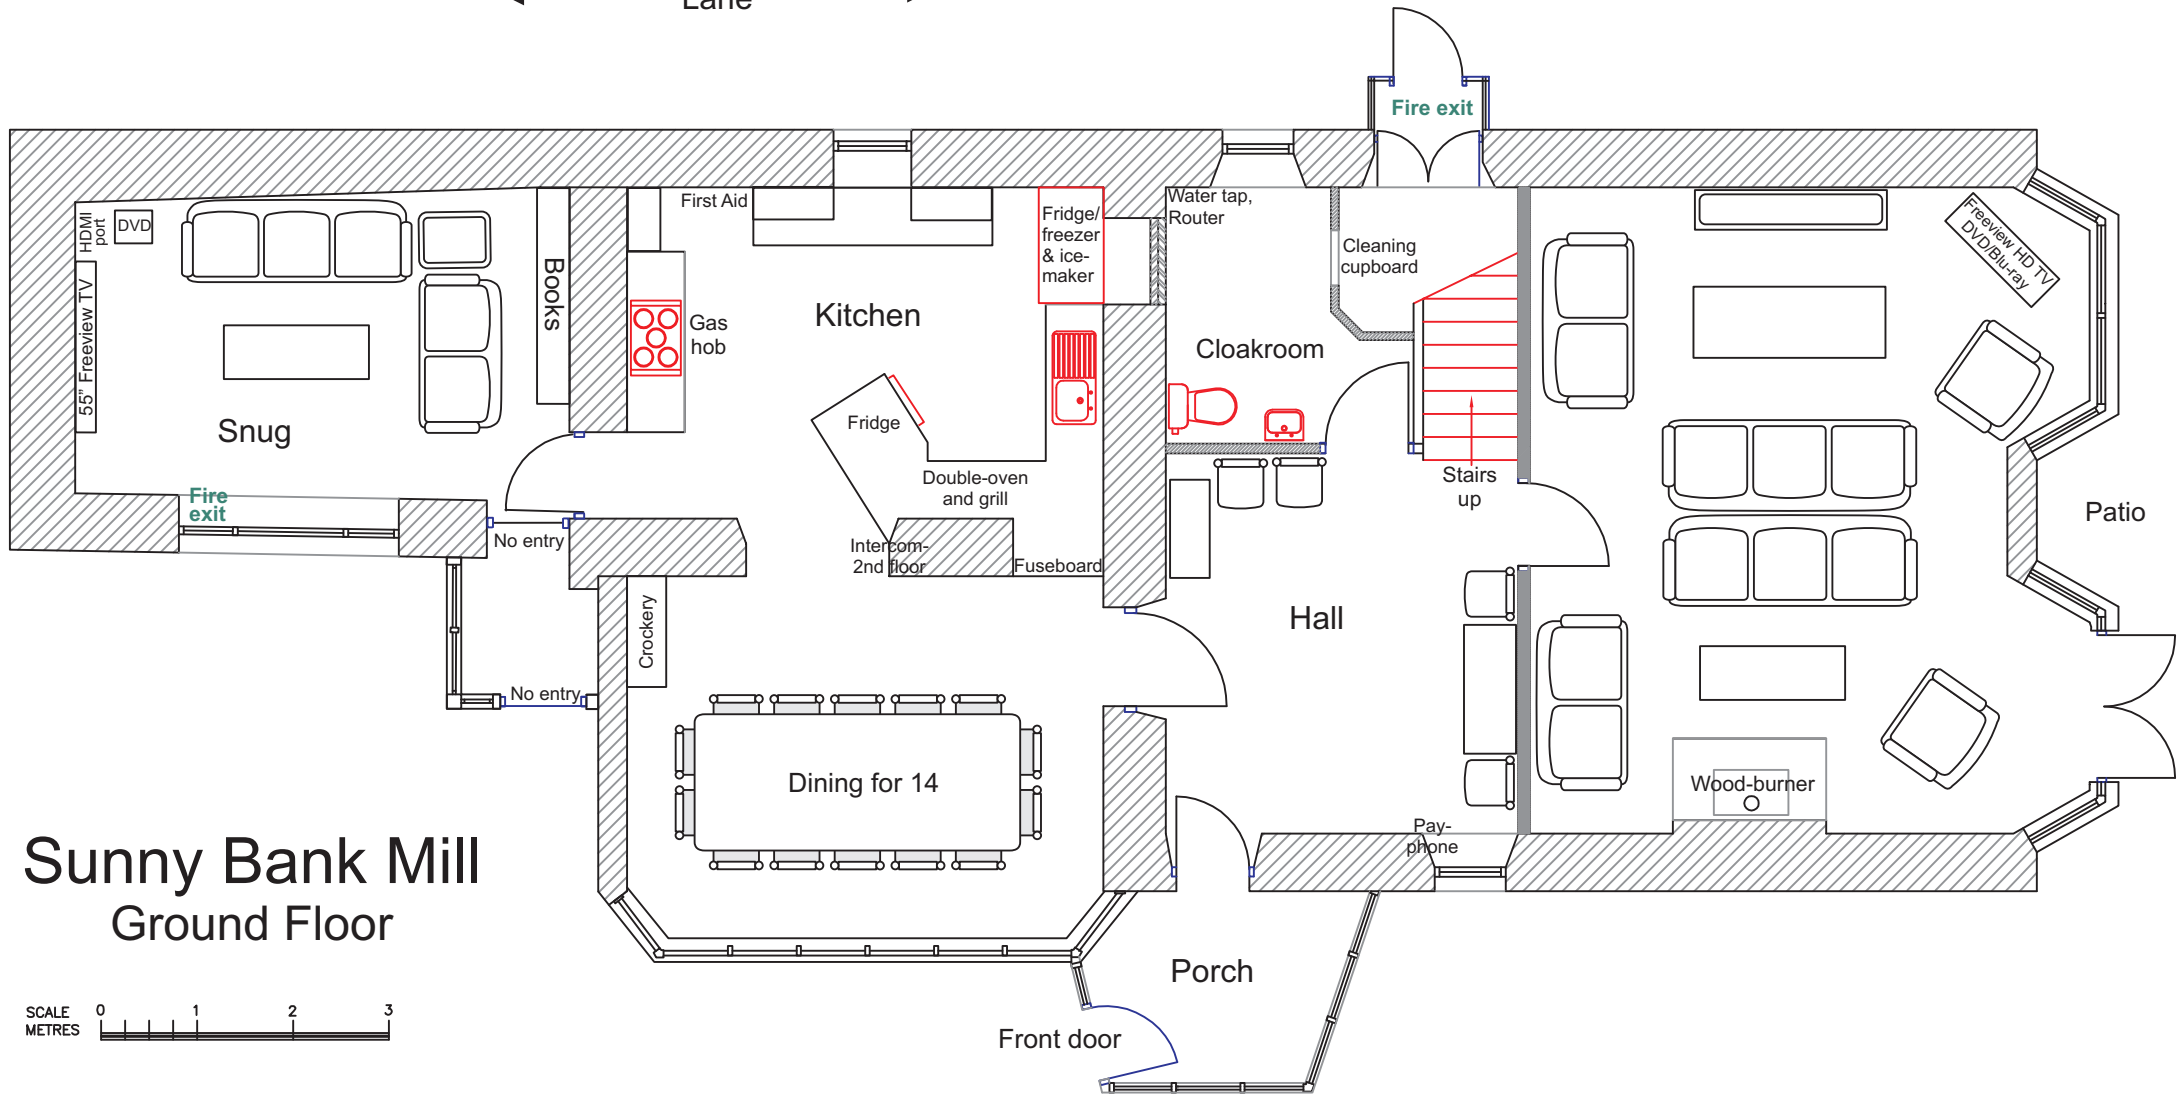 Lane
Fire exit
HDMI
port
DVD
55" Freeview TV
Books
Snug
Fire
exit
No entry
No entry
First Aid
Gas
hob
Kitchen
Fridge/
freezer
& ice-
maker
Fridge
Double-oven
and grill
Intercom-
2nd floor
Fuseboard
Crockery
Dining for 14
Water tap,
Router
Cleaning
cupboard
Cloakroom
Stairs
up
Hall
Pay-
phone
Freeview HD TV
DVD/Blu-ray
Patio
Wood-burner
Porch
Front door
Sunny Bank Mill
Ground Floor
SCALE
METRES
0 1 2 3